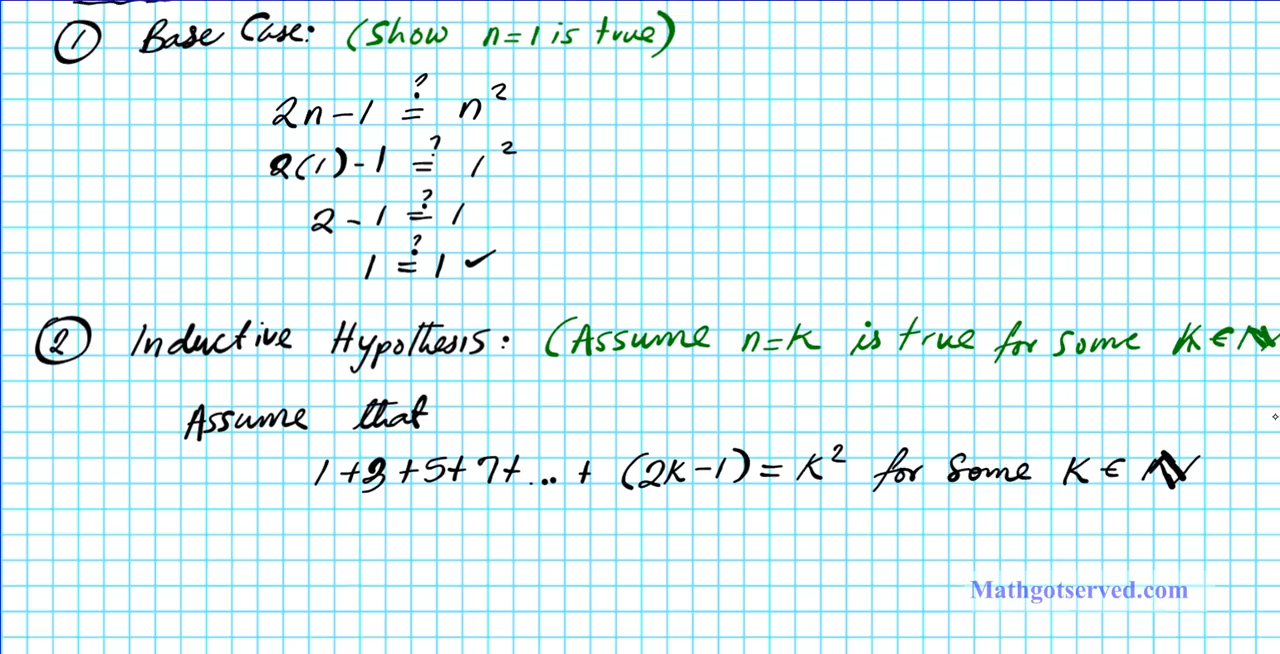 ① Base Case: (Show n=1 is true)
2n-1 ≟ n²
2(1)-1 ≟ 1²
2-1 ≟ 1
1 ≟ 1 ✓
② Inductive Hypothesis: (Assume n=k is true for some k∈ℕ
Assume that
1+3+5+7+...+(2k-1)=k² for some k∈ℕ
Mathgotserved.com